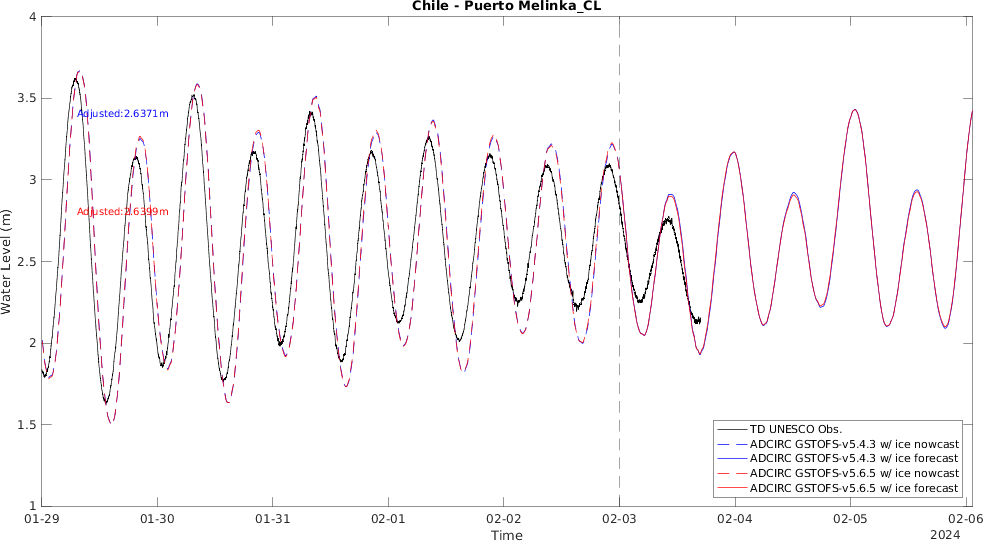 Chile - Puerto Melinka_CL
4
3.5
3
2.5
2
1.5
1
Water Level (m)
Adjusted:2.6371m
Adjusted:2.6399m
TD UNESCO Obs.
ADCIRC GSTOFS-v5.4.3 w/ ice nowcast
ADCIRC GSTOFS-v5.4.3 w/ ice forecast
ADCIRC GSTOFS-v5.6.5 w/ ice nowcast
ADCIRC GSTOFS-v5.6.5 w/ ice forecast
01-29 01-30 01-31 02-01 02-02 02-03 02-04 02-05 02-06
Time
2024